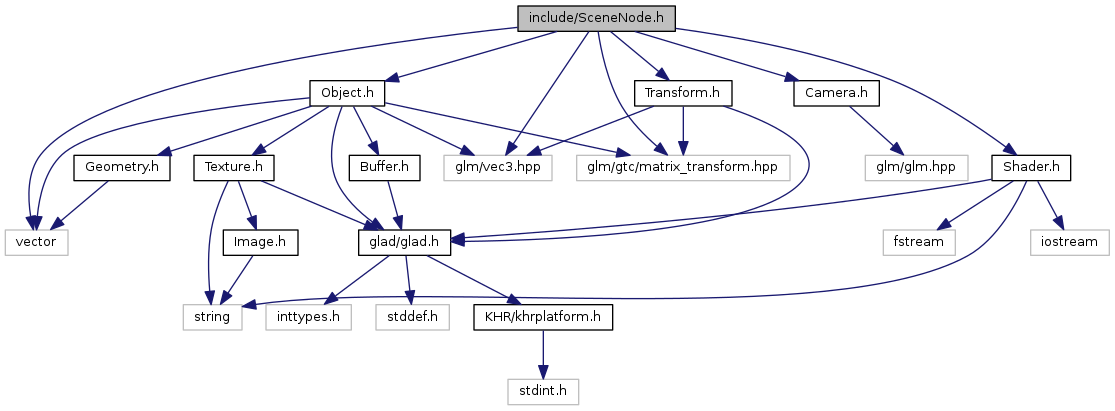 include/SceneNode.h
Object.h
Transform.h
Camera.h
Geometry.h
Texture.h
Buffer.h
glm/vec3.hpp
glm/gtc/matrix_transform.hpp
glm/glm.hpp
Shader.h
vector
Image.h
glad/glad.h
fstream
iostream
string
inttypes.h
stddef.h
KHR/khrplatform.h
stdint.h